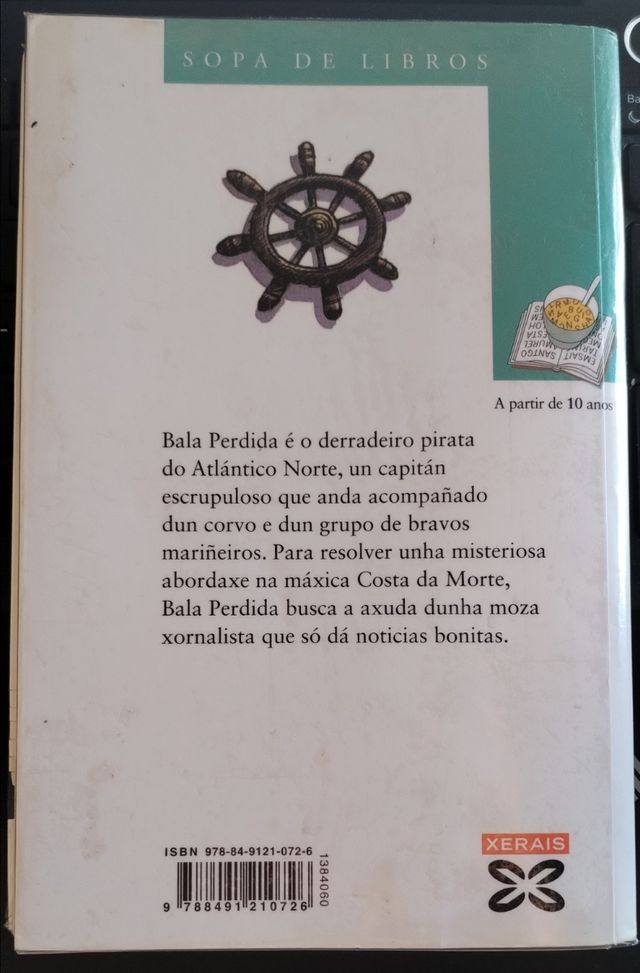 SOPA DE LIBROS
A partir de 10 anos
Bala Perdida é o derradeiro pirata
do Atlántico Norte, un capitán
escrupuloso que anda acompañado
dun corvo e dun grupo de bravos
mariñeiros. Para resolver unha misteriosa
abordaxe na máxica Costa da Morte,
Bala Perdida busca a axuda dunha moza
xornalista que só dá noticias bonitas.
ISBN 978-84-9121-072-6
1384060
9 788491 210726
XERAIS